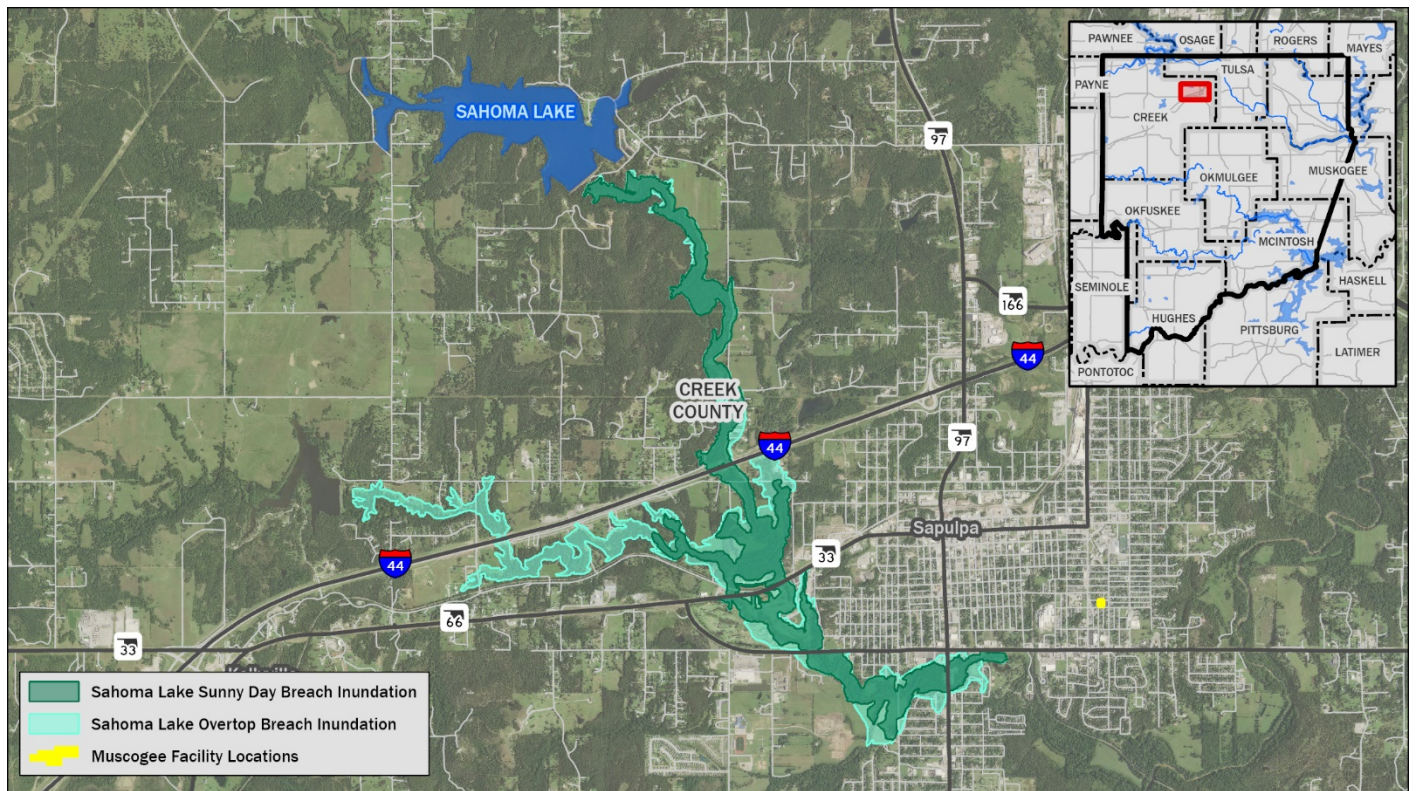 SAHOMA LAKE
97
166
44
CREEK
COUNTY
44
97
Sapulpa
33
44
66
33
Sahoma Lake Sunny Day Breach Inundation
Sahoma Lake Overtop Breach Inundation
Muscogee Facility Locations
PAWNEE
OSAGE
ROGERS
MAYES
TULSA
PAYNE
CREEK
MUSKOGEE
OKMULGEE
OKFUSKEE
MCINTOSH
HASKELL
SEMINOLE
HUGHES
PITTSBURG
LATIMER
PONTOTOC